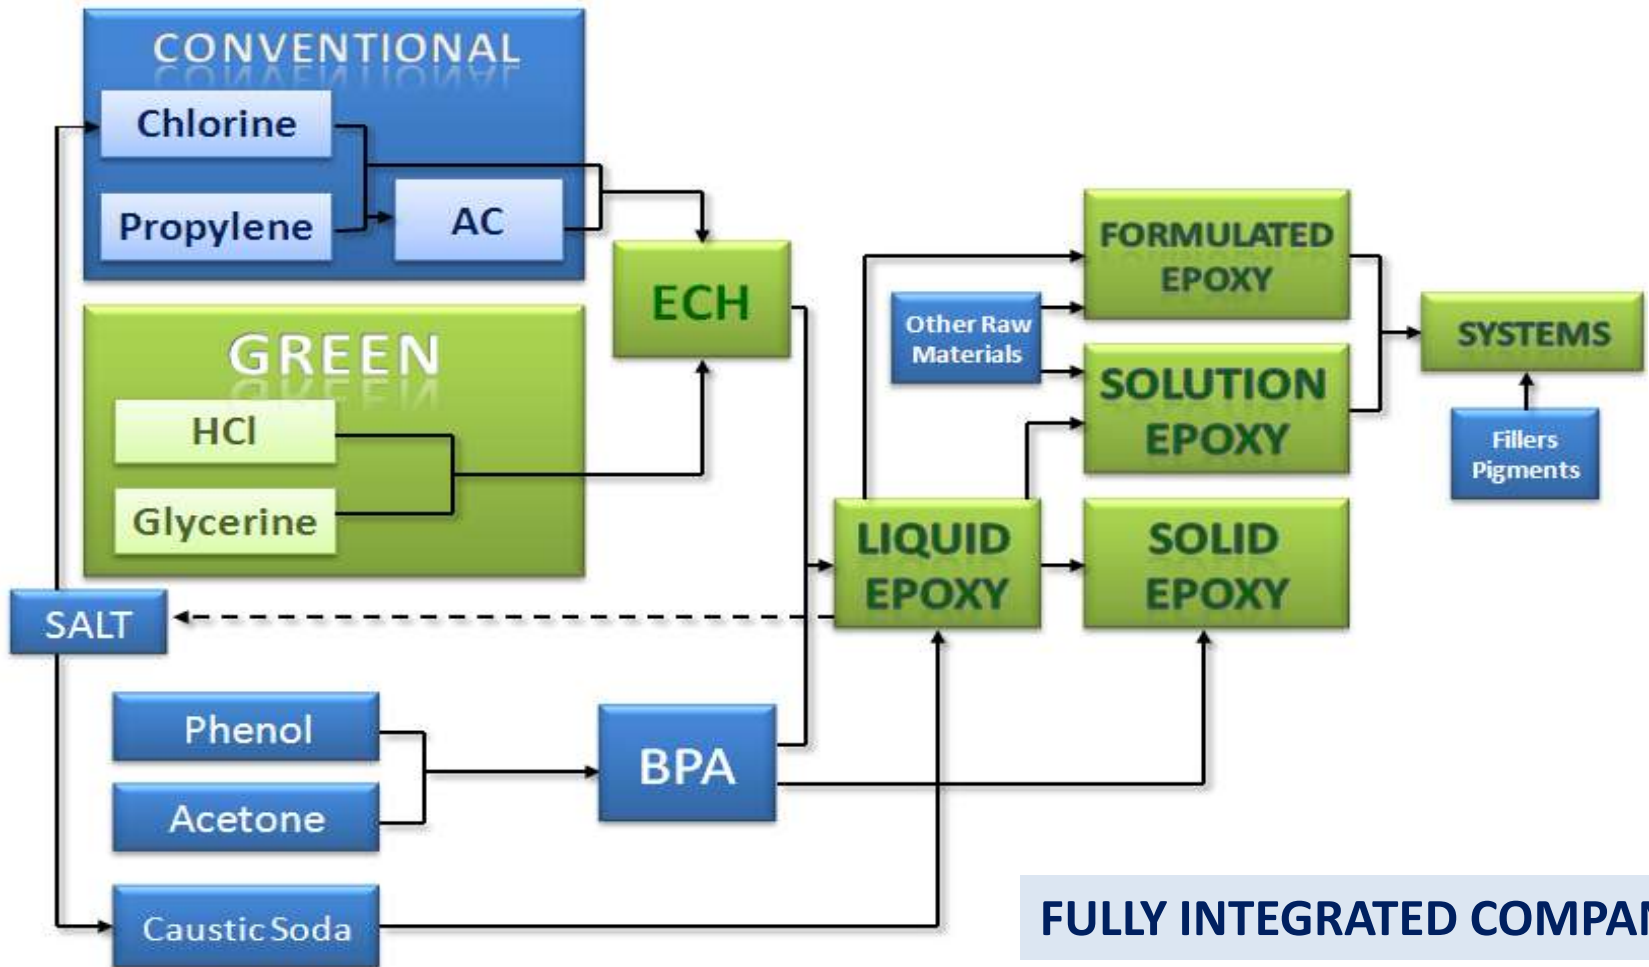 CONVENTIONAL
Chlorine
Propylene
AC
GREEN
HCl
Glycerine
ECH
SALT
Phenol
Acetone
Caustic Soda
BPA
LIQUID
EPOXY
Other Raw
Materials
FORMULATED
EPOXY
SOLUTION
EPOXY
SOLID
EPOXY
SYSTEMS
Fillers
Pigments
FULLY INTEGRATED COMPAN